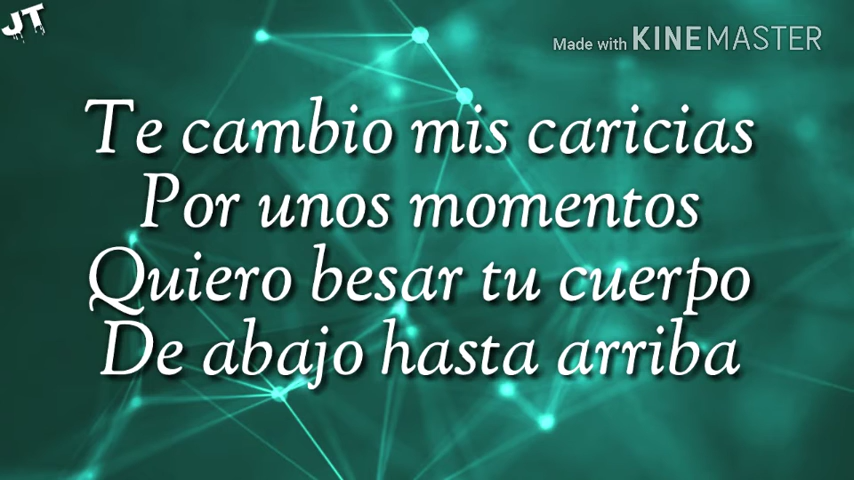 JT
Made with KINEMASTER
Te cambio mis caricias
Por unos momentos
Quiero besar tu cuerpo
De abajo hasta arriba